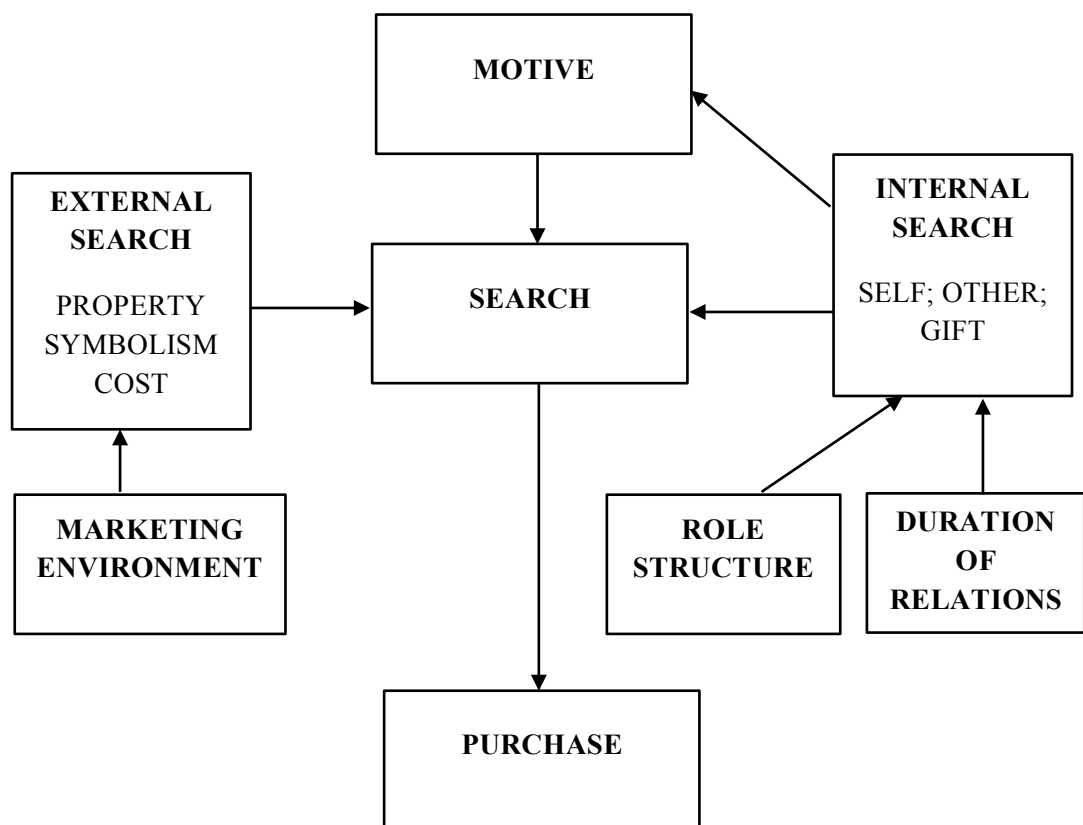 MOTIVE
EXTERNAL
SEARCH
PROPERTY
SYMBOLISM
COST
SEARCH
INTERNAL
SEARCH
SELF; OTHER;
GIFT
MARKETING
ENVIRONMENT
ROLE
STRUCTURE
DURATION
OF
RELATIONS
PURCHASE